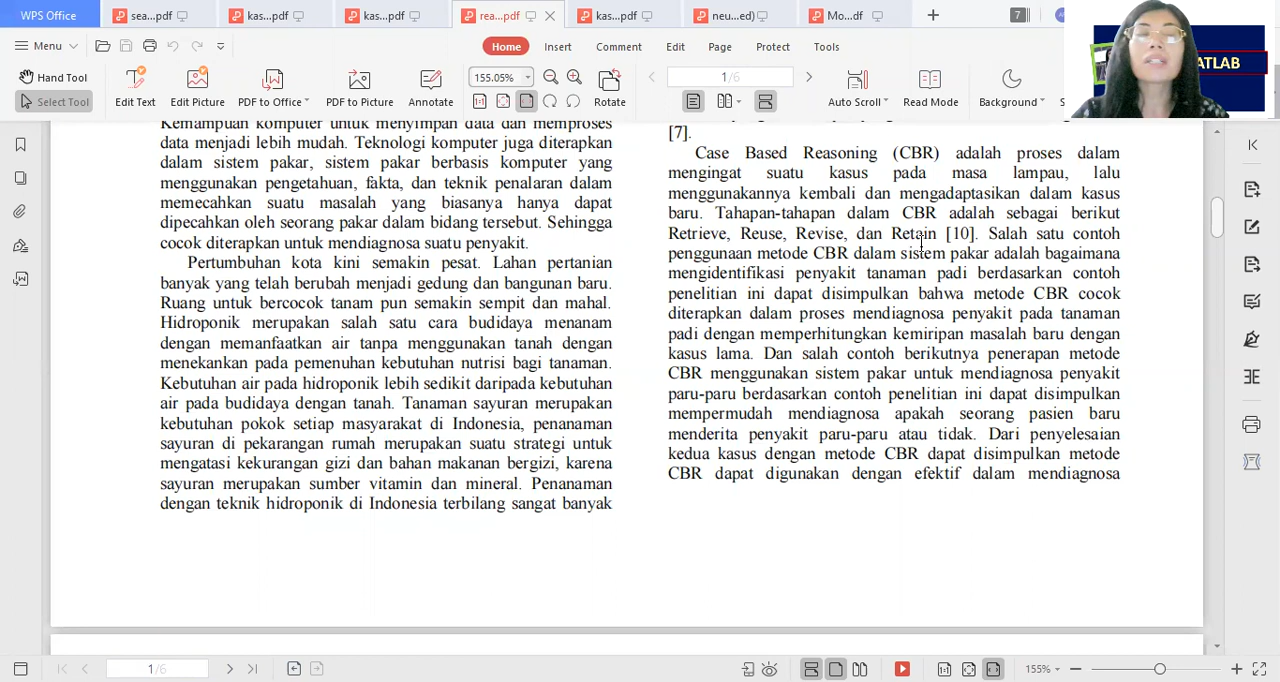 WPS Office
sea...pdf
kas...pdf
kas...pdf
rea...pdf
kas...pdf
neu...ed)
Mo...df
7
Menu
Home
Insert
Comment
Edit
Page
Protect
Tools
ATLAB
Hand Tool
Select Tool
Edit Text
Edit Picture
PDF to Office
PDF to Picture
Annotate
155.05%
Rotate
1/6
Auto Scroll
Read Mode
Background
Kemampuan komputer untuk menyimpan data dan memproses
data menjadi lebih mudah. Teknologi komputer juga diterapkan
dalam sistem pakar, sistem pakar berbasis komputer yang
menggunakan pengetahuan, fakta, dan teknik penalaran dalam
memecahkan suatu masalah yang biasanya hanya dapat
dipecahkan oleh seorang pakar dalam bidang tersebut. Sehingga
cocok diterapkan untuk mendiagnosa suatu penyakit.
Pertumbuhan kota kini semakin pesat. Lahan pertanian
banyak yang telah berubah menjadi gedung dan bangunan baru.
Ruang untuk bercocok tanam pun semakin sempit dan mahal.
Hidroponik merupakan salah satu cara budidaya menanam
dengan memanfaatkan air tanpa menggunakan tanah dengan
menekankan pada pemenuhan kebutuhan nutrisi bagi tanaman.
Kebutuhan air pada hidroponik lebih sedikit daripada kebutuhan
air pada budidaya dengan tanah. Tanaman sayuran merupakan
kebutuhan pokok setiap masyarakat di Indonesia, penanaman
sayuran di pekarangan rumah merupakan suatu strategi untuk
mengatasi kekurangan gizi dan bahan makanan bergizi, karena
sayuran merupakan sumber vitamin dan mineral. Penanaman
dengan teknik hidroponik di Indonesia terbilang sangat banyak
[7].
Case Based Reasoning (CBR) adalah proses dalam
mengingat suatu kasus pada masa lampau, lalu
menggunakannya kembali dan mengadaptasikan dalam kasus
baru. Tahapan-tahapan dalam CBR adalah sebagai berikut
Retrieve, Reuse, Revise, dan Retain [10]. Salah satu contoh
penggunaan metode CBR dalam sistem pakar adalah bagaimana
mengidentifikasi penyakit tanaman padi berdasarkan contoh
penelitian ini dapat disimpulkan bahwa metode CBR cocok
diterapkan dalam proses mendiagnosa penyakit pada tanaman
padi dengan memperhitungkan kemiripan masalah baru dengan
kasus lama. Dan salah contoh berikutnya penerapan metode
CBR menggunakan sistem pakar untuk mendiagnosa penyakit
paru-paru berdasarkan contoh penelitian ini dapat disimpulkan
mempermudah mendiagnosa apakah seorang pasien baru
menderita penyakit paru-paru atau tidak. Dari penyelesaian
kedua kasus dengan metode CBR dapat disimpulkan metode
CBR dapat digunakan dengan efektif dalam mendiagnosa
1/6
155%